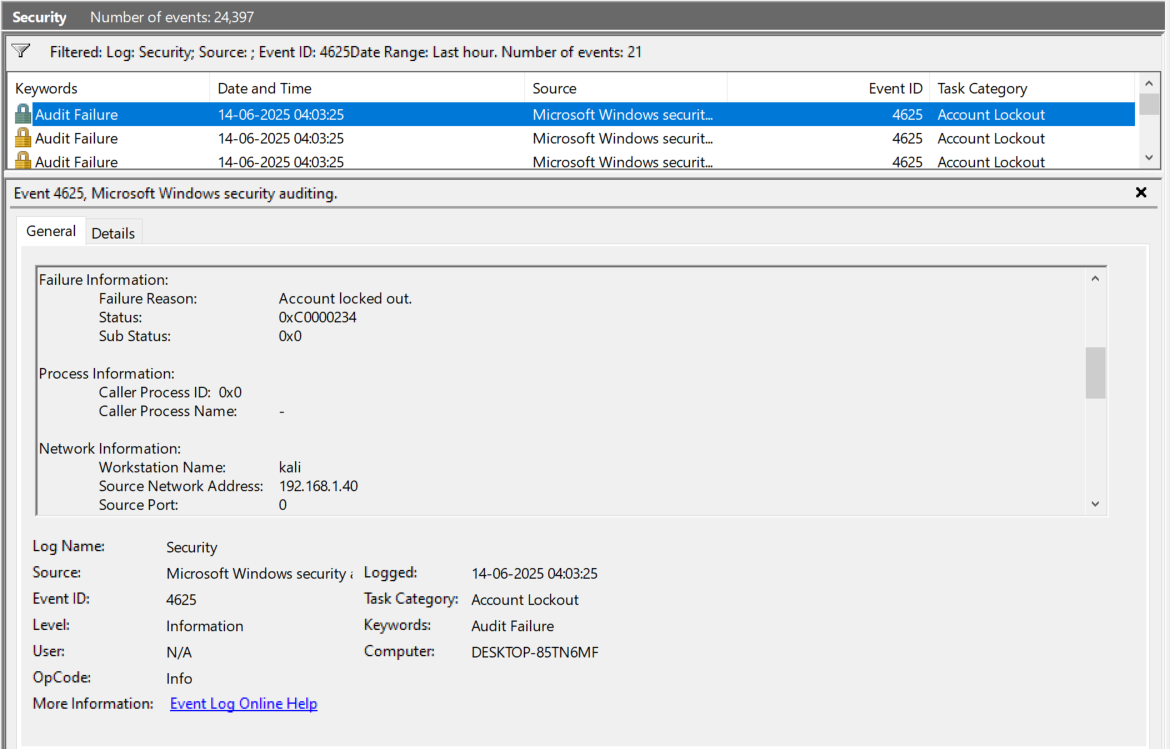 Security Number of events: 24,397
Filtered: Log: Security; Source: ; Event ID: 4625Date Range: Last hour. Number of events: 21
Keywords Date and Time Source Event ID Task Category
Audit Failure 14-06-2025 04:03:25 Microsoft Windows securit... 4625 Account Lockout
Audit Failure 14-06-2025 04:03:25 Microsoft Windows securit... 4625 Account Lockout
Audit Failure 14-06-2025 04:03:25 Microsoft Windows securit... 4625 Account Lockout
Event 4625, Microsoft Windows security auditing.
General Details
Failure Information:
Failure Reason: Account locked out.
Status: 0xC0000234
Sub Status: 0x0
Process Information:
Caller Process ID: 0x0
Caller Process Name: -
Network Information:
Workstation Name: kali
Source Network Address: 192.168.1.40
Source Port: 0
Log Name: Security
Source: Microsoft Windows security Logged: 14-06-2025 04:03:25
Event ID: 4625 Task Category: Account Lockout
Level: Information Keywords: Audit Failure
User: N/A Computer: DESKTOP-85TN6MF
OpCode: Info
More Information: Event Log Online Help